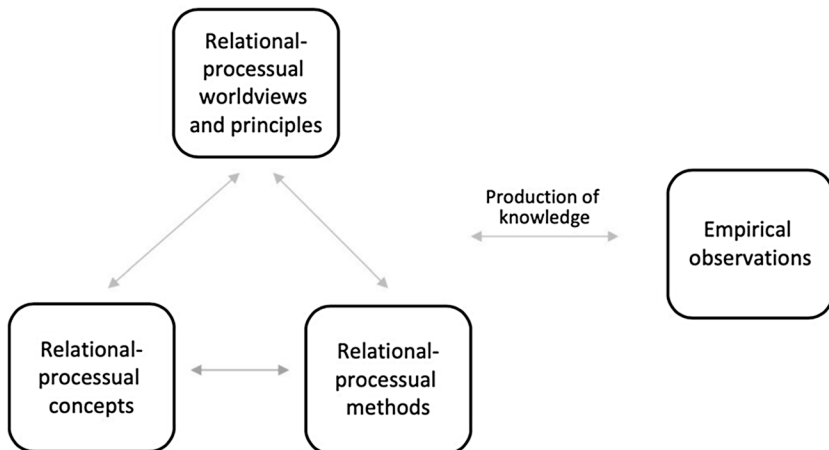 Relational-
processual
worldviews
and principles
Production of
knowledge
Empirical
observations
Relational-
processual
concepts
Relational-
processual
methods